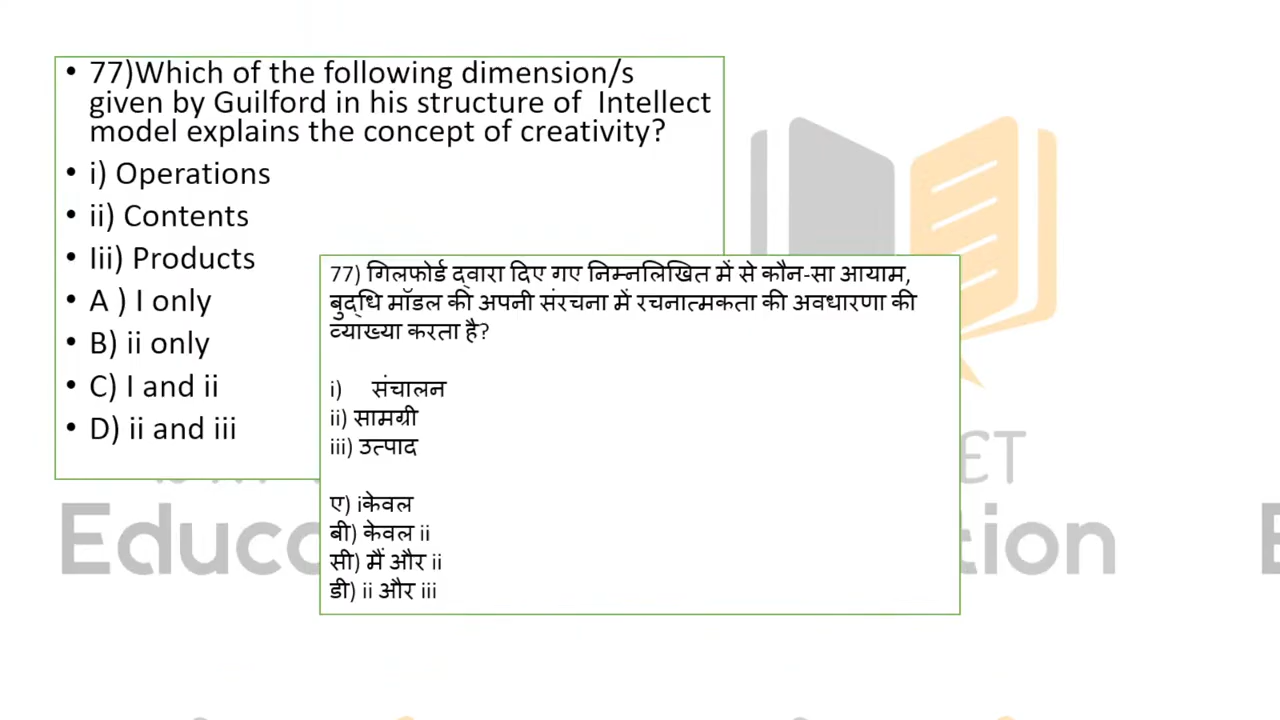 • 77)Which of the following dimension/s
given by Guilford in his structure of Intellect
model explains the concept of creativity?
• i) Operations
• ii) Contents
• Iii) Products
• A ) I only
• B) ii only
• C) I and ii
• D) ii and iii
77) गिलफोर्ड द्वारा दिए गए निम्नलिखित में से कौन-सा आयाम,
बुद्धि मॉडल की अपनी संरचना में रचनात्मकता की अवधारणा की
व्याख्या करता है?
i) संचालन
ii) सामग्री
iii) उत्पाद
ए) iकेवल
बी) केवल ii
सी) मैं और ii
डी) ii और iii